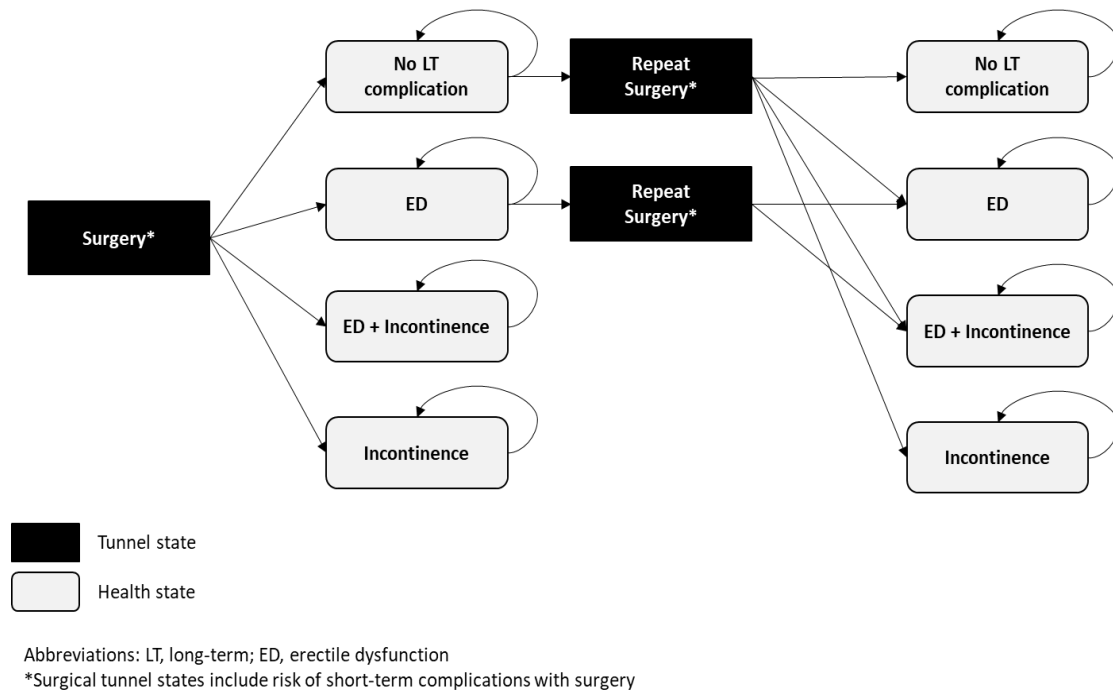 No LT
complication
Repeat
Surgery*
No LT
complication
ED
Repeat
Surgery*
ED
Surgery*
ED + Incontinence
ED + Incontinence
Incontinence
Incontinence
Tunnel state
Health state
Abbreviations: LT, long-term; ED, erectile dysfunction
*Surgical tunnel states include risk of short-term complications with surgery